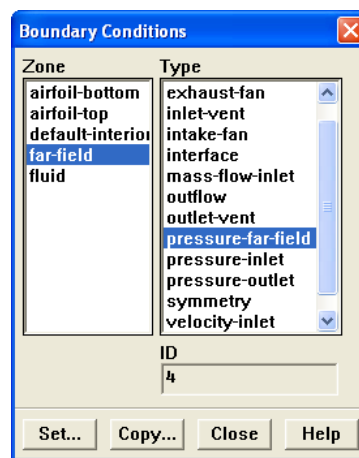 Boundary Conditions
Zone
airfoil-bottom
airfoil-top
default-interior
far-field
fluid
Type
exhaust-fan
inlet-vent
intake-fan
interface
mass-flow-inlet
outflow
outlet-vent
pressure-far-field
pressure-inlet
pressure-outlet
symmetry
velocity-inlet
ID
4
Set...
Copy...
Close
Help